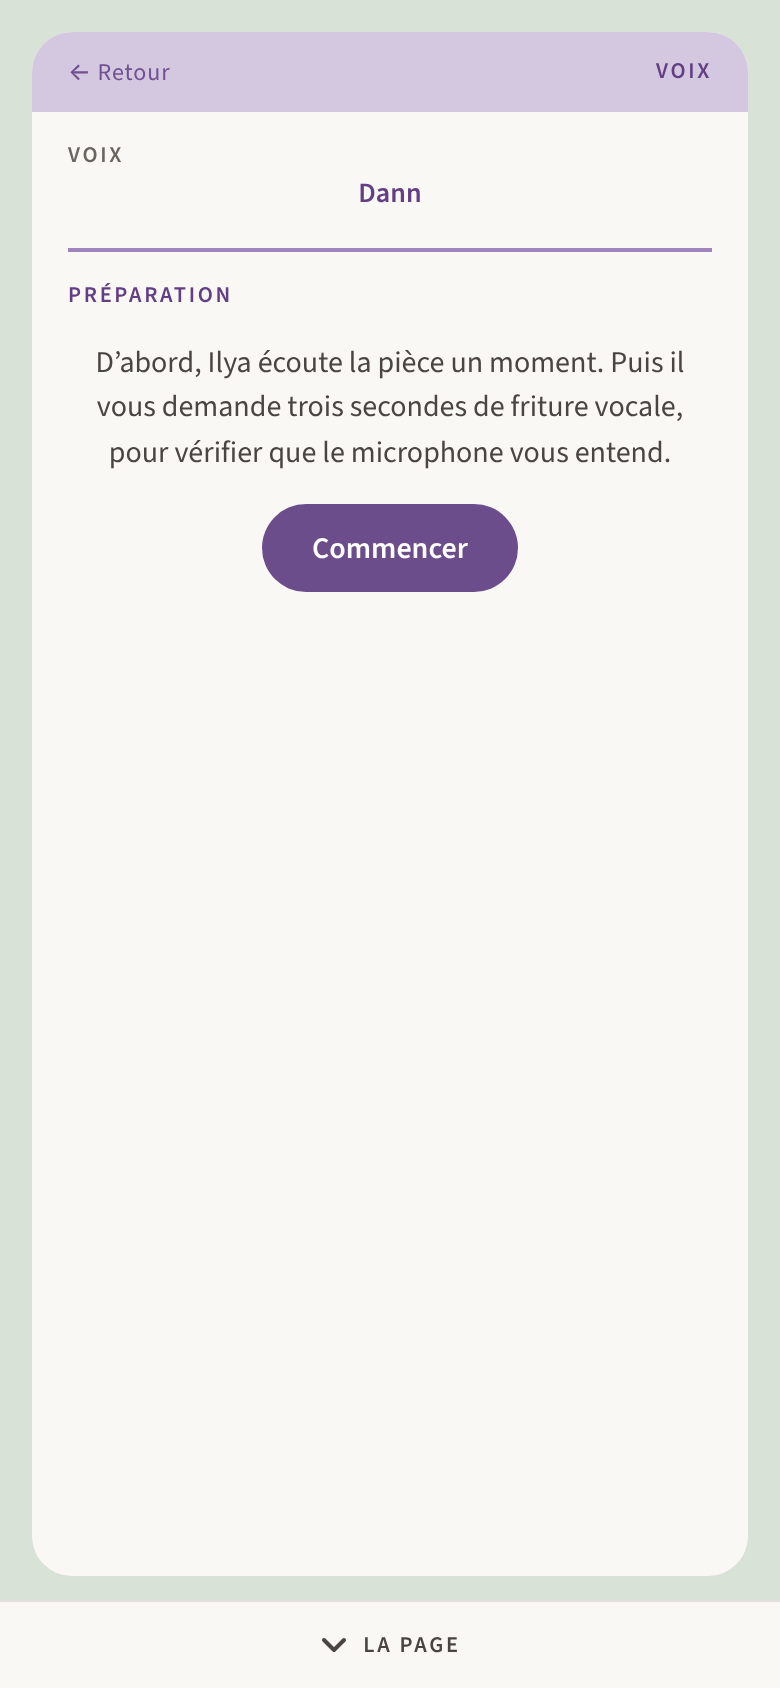 ← Retour
VOIX
VOIX
Dann
PRÉPARATION
D’abord, Ilya écoute la pièce un moment. Puis il
vous demande trois secondes de friture vocale,
pour vérifier que le microphone vous entend.
Commencer
LA PAGE